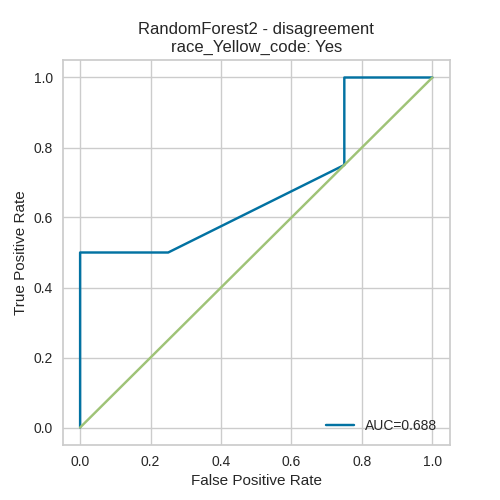 RandomForest2 - disagreement
race_Yellow_code: Yes
True Positive Rate
1.0
0.8
0.6
0.4
0.2
0.0
AUC=0.688
0.0 0.2 0.4 0.6 0.8 1.0
False Positive Rate